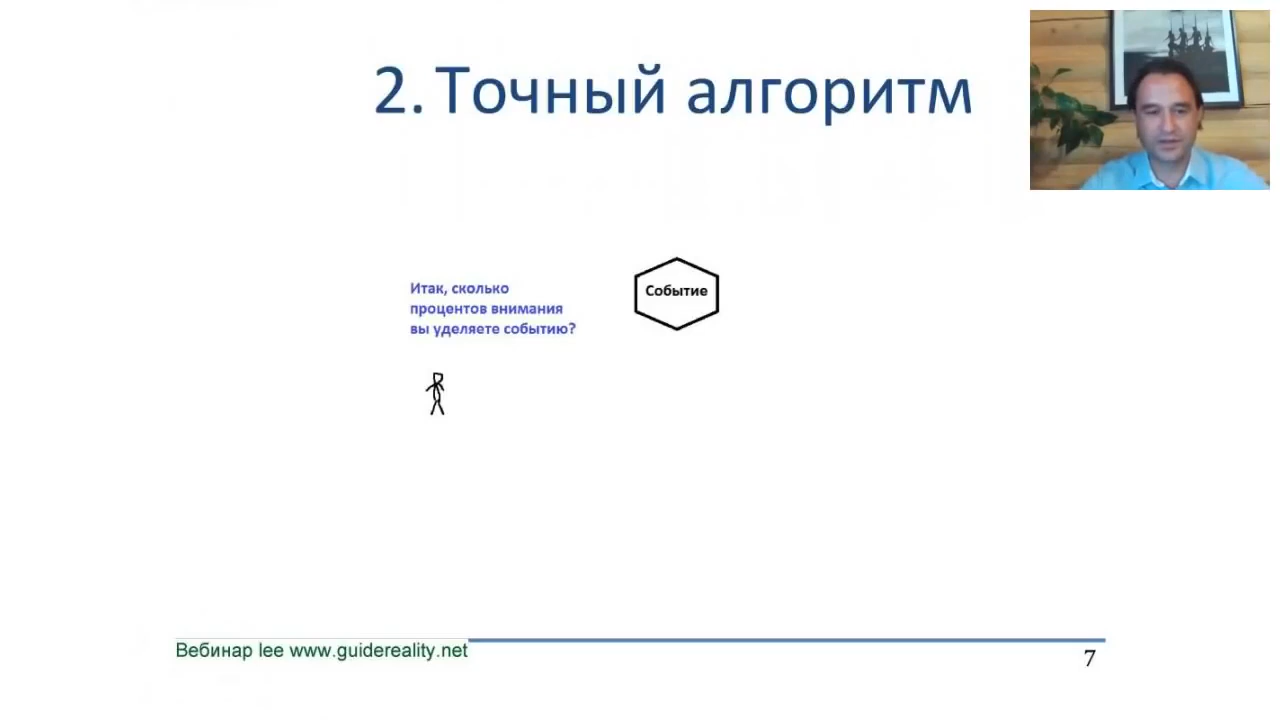 2. Точный алгоритм
Итак, сколько
процентов внимания
вы уделяете событию?
Событие
Вебинар lee www.guidereality.net
7